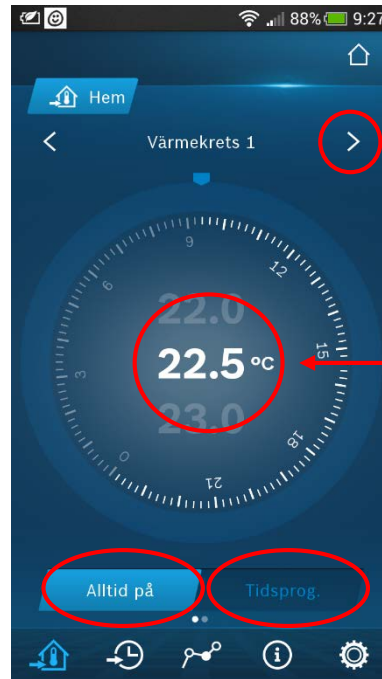 88% 9:27
Hem
Värmekrets 1
9
12
6
22.0
22.5 °C
15
3
23.0
0
18
21
Alltid på
Tidsprog.